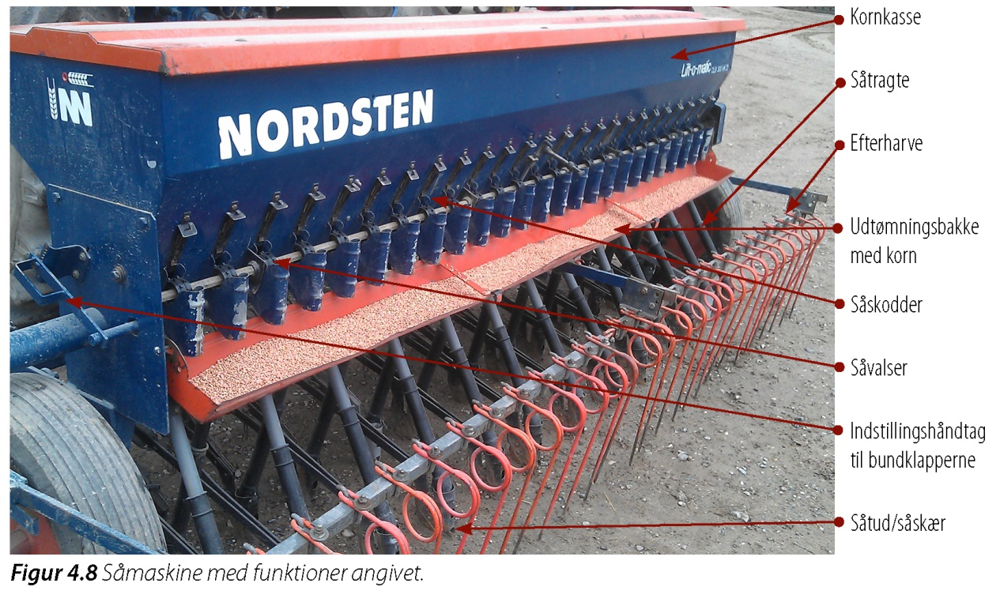 Kornkasse
Såtragte
Efterharve
Udtømningsbakke
med korn
Såskodder
Såvalser
Indstillingshåndtag
til bundklapperne
Såtud/såskær
NORDSTEN
Lift-o-matic
Figur 4.8 Såmaskine med funktioner angivet.